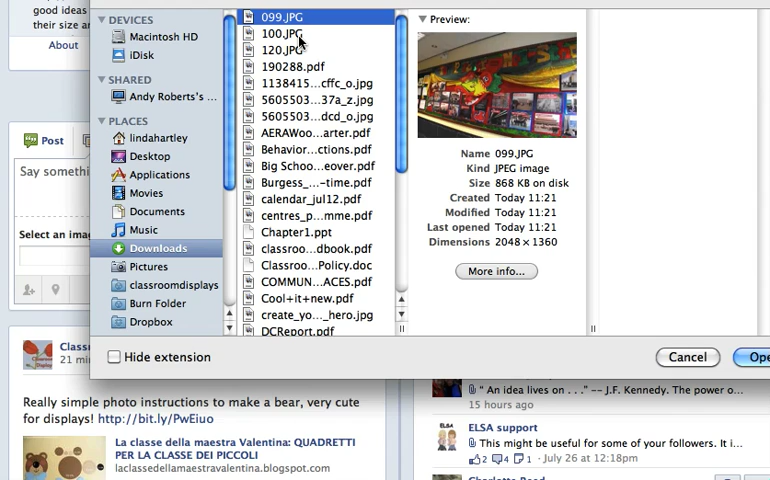 good ideas
their size ar
About
Post
Say somethi
Select an imag
Class
21 min
Really simple photo instructions to make a bear, very cute
for displays! http://bit.ly/PwEiuo
La classe della maestra Valentina: QUADRETTI
PER LA CLASSE DEI PICCOLI
laclassedellamaestravalentina.blogspot.com
DEVICES
Macintosh HD
iDisk
SHARED
Andy Roberts's ...
PLACES
lindahartley
Desktop
Applications
Movies
Documents
Music
Downloads
Pictures
classroomdisplays
Burn Folder
Dropbox
099.JPG
100.JPG
120.JPG
190288.pdf
1138415...cffc_o.jpg
5605503...37a_z.jpg
5605503...dcd_o.jpg
AERAWoo...arter.pdf
Behavior...ctions.pdf
Big Schoo...eover.pdf
Burgess_...-time.pdf
calendar_jul12.pdf
centres_p...mme.pdf
Chapter1.ppt
classroo...dbook.pdf
Classroo...Policy.doc
COMMUN...ACES.pdf
Cool+it+new.pdf
create_yo..._hero.jpg
DCReport.pdf
Preview:
Name 099.JPG
Kind JPEG image
Size 868 KB on disk
Created Today 11:21
Modified Today 11:21
Last opened Today 11:21
Dimensions 2048 × 1360
More info...
Hide extension
Cancel
Ope
" An idea lives on . . ." -- J.F. Kennedy. The power o...
15 hours ago
ELSA support
This might be useful for some of your followers. It i...
2 4 1 · July 26 at 12:18pm
Charlotte Reed